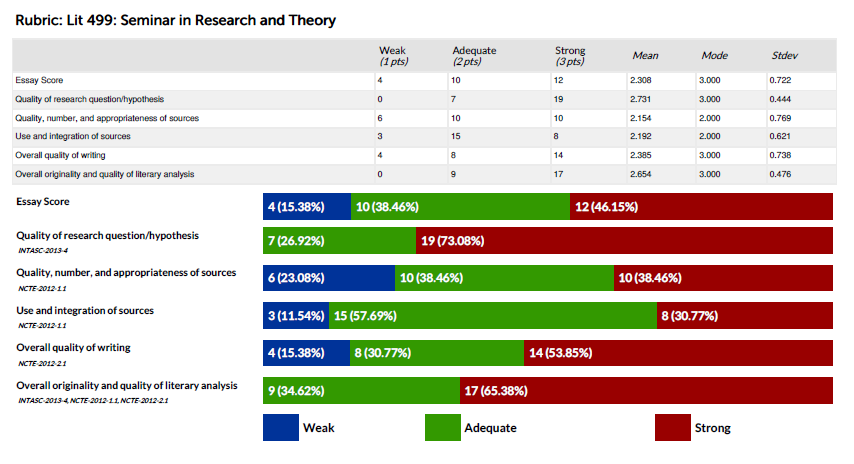 Rubric: Lit 499: Seminar in Research and Theory
Weak Adequate Strong Mean Mode Stdev
(1 pts) (2 pts) (3 pts)
Essay Score 4 10 12 2.308 3.000 0.722
Quality of research question/hypothesis 0 7 19 2.731 3.000 0.444
Quality, number, and appropriateness of sources 6 10 10 2.154 2.000 0.769
Use and integration of sources 3 15 8 2.192 2.000 0.621
Overall quality of writing 4 8 14 2.385 3.000 0.738
Overall originality and quality of literary analysis 0 9 17 2.654 3.000 0.476
Essay Score 4 (15.38%) 10 (38.46%) 12 (46.15%)
Quality of research question/hypothesis 7 (26.92%) 19 (73.08%)
INTASC-2013-4
Quality, number, and appropriateness of sources 6 (23.08%) 10 (38.46%) 10 (38.46%)
NCTE-2012-1.1
Use and integration of sources 3 (11.54%) 15 (57.69%) 8 (30.77%)
NCTE-2012-1.1
Overall quality of writing 4 (15.38%) 8 (30.77%) 14 (53.85%)
NCTE-2012-2.1
Overall originality and quality of literary analysis 9 (34.62%) 17 (65.38%)
INTASC-2013-4, NCTE-2012-1.1, NCTE-2012-2.1
Weak Adequate Strong